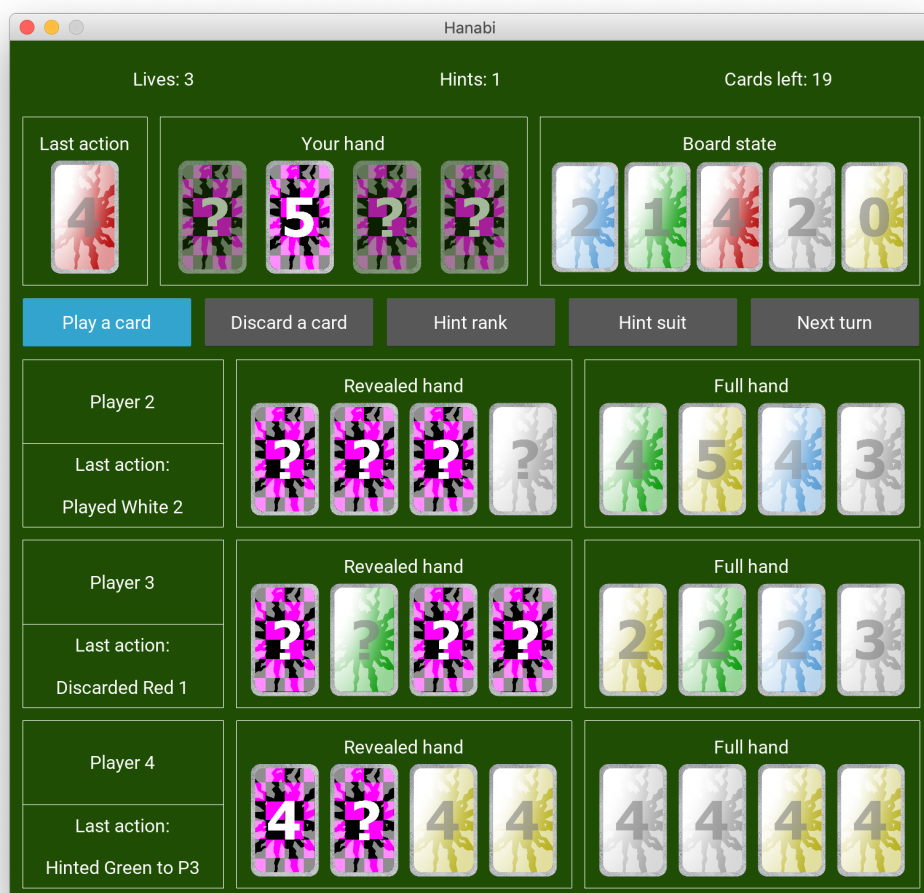 Hanabi
Lives: 3 Hints: 1 Cards left: 19
Last action Your hand Board state
4 ? 5 ? ? 2 1 4 2 0
Play a card Discard a card Hint rank Hint suit Next turn
Player 2
Last action:
Played White 2
Revealed hand
? ? ? ?
Full hand
4 5 4 3
Player 3
Last action:
Discarded Red 1
Revealed hand
? ? ? ?
Full hand
2 2 2 3
Player 4
Last action:
Hinted Green to P3
Revealed hand
4 ? 4 4
Full hand
4 4 4 4